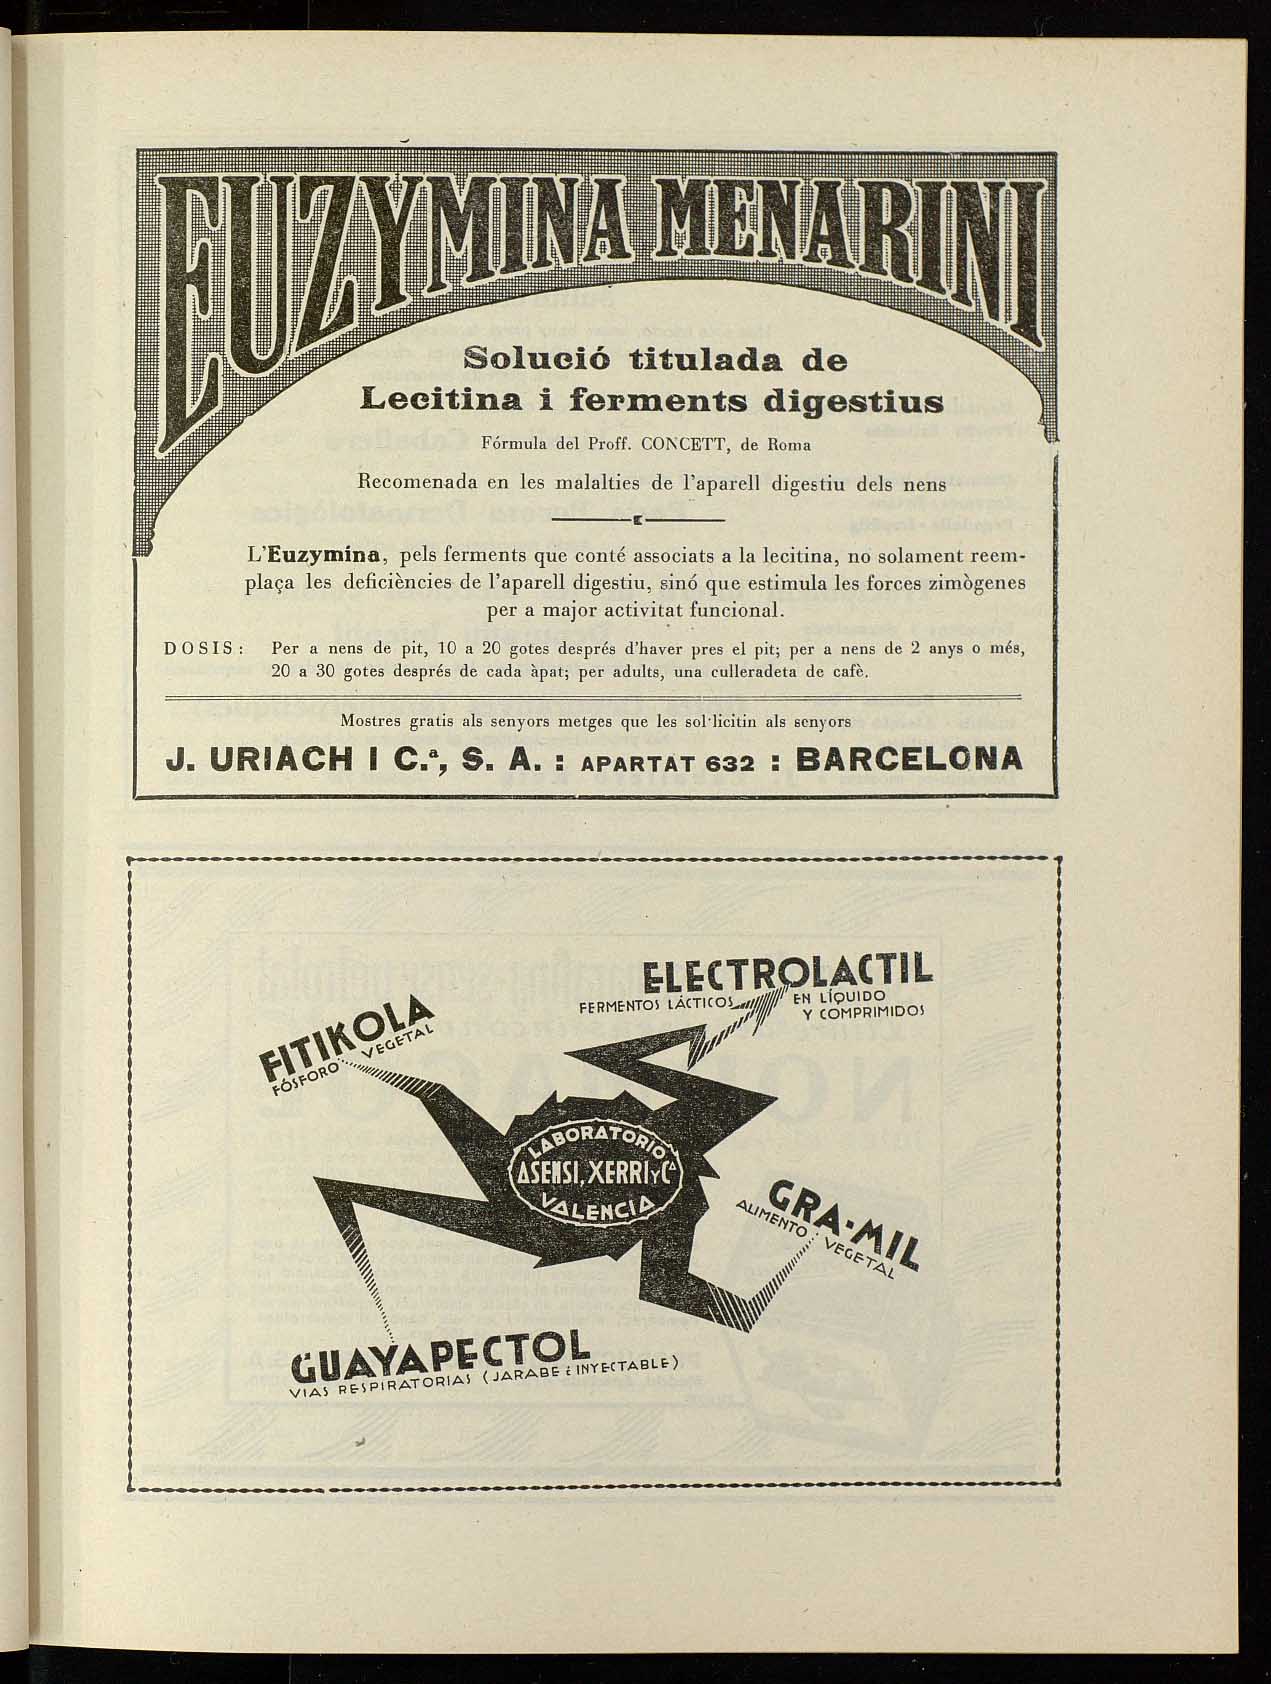 EUZYMINA MENARINI
Solució titulada de
Lecitina i ferments digestius
Fórmula del Proff. CONCETT, de Roma
Recomenada en les malalties de l'aparell digestiu dels nens
L'Euzymina, pels ferments que conté associats a la lecitina, no solament reem-
plaça les deficiències de l'aparell digestiu, sinó que estimula les forces zimògenes
per a major activitat funcional.
DOSIS: Per a nens de pit, 10 a 20 gotes després d'haver pres el pit; per a nens de 2 anys o més,
20 a 30 gotes després de cada àpat; per adults, una culleradeta de cafè.
Mostres gratis als senyors metges que les sol·licitin als senyors
J. URIACH I C.ª, S. A. : APARTAT 632 : BARCELONA
ELECTROLACTIL
FERMENTOS LÁCTICOS EN LÍQUIDO
Y COMPRIMIDOS
FITIKOLA
FÓSFORO VEGETAL
LABORATORIO
ASENSI, XERRI Y Cª
VALENCIA
GRA-MIL
ALIMENTO VEGETAL
GUAYAPECTOL
VIAS RESPIRATORIAS (JARABE é INYECTABLE)